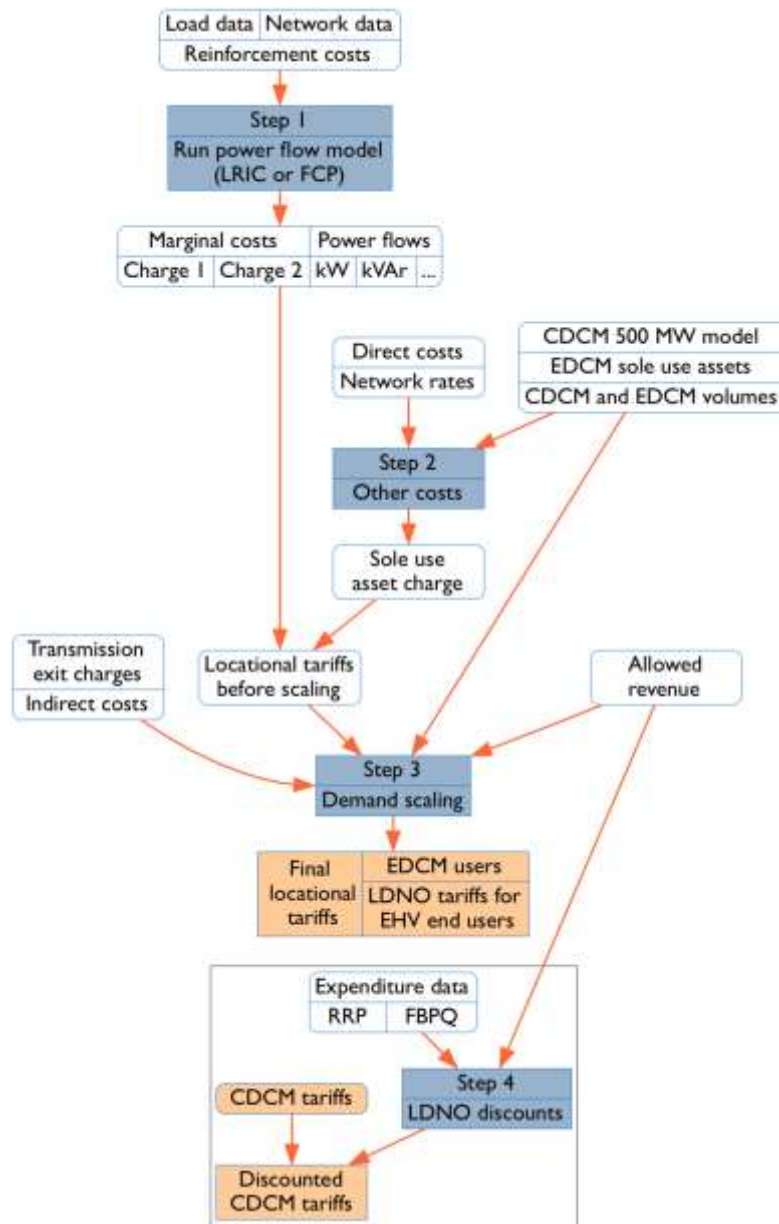 Load data Network data
Reinforcement costs
Step 1
Run power flow model
(LRIC or FCP)
Marginal costs Power flows
Charge 1 Charge 2 kW kVAr ...
Direct costs
Network rates
CDCM 500 MW model
EDCM sole use assets
CDCM and EDCM volumes
Step 2
Other costs
Sole use
asset charge
Transmission
exit charges
Indirect costs
Locational tariffs
before scaling
Allowed
revenue
Step 3
Demand scaling
Final
locational
tariffs
EDCM users
LDNO tariffs for
EHV end users
Expenditure data
RRP FBPQ
Step 4
LDNO discounts
CDCM tariffs
Discounted
CDCM tariffs